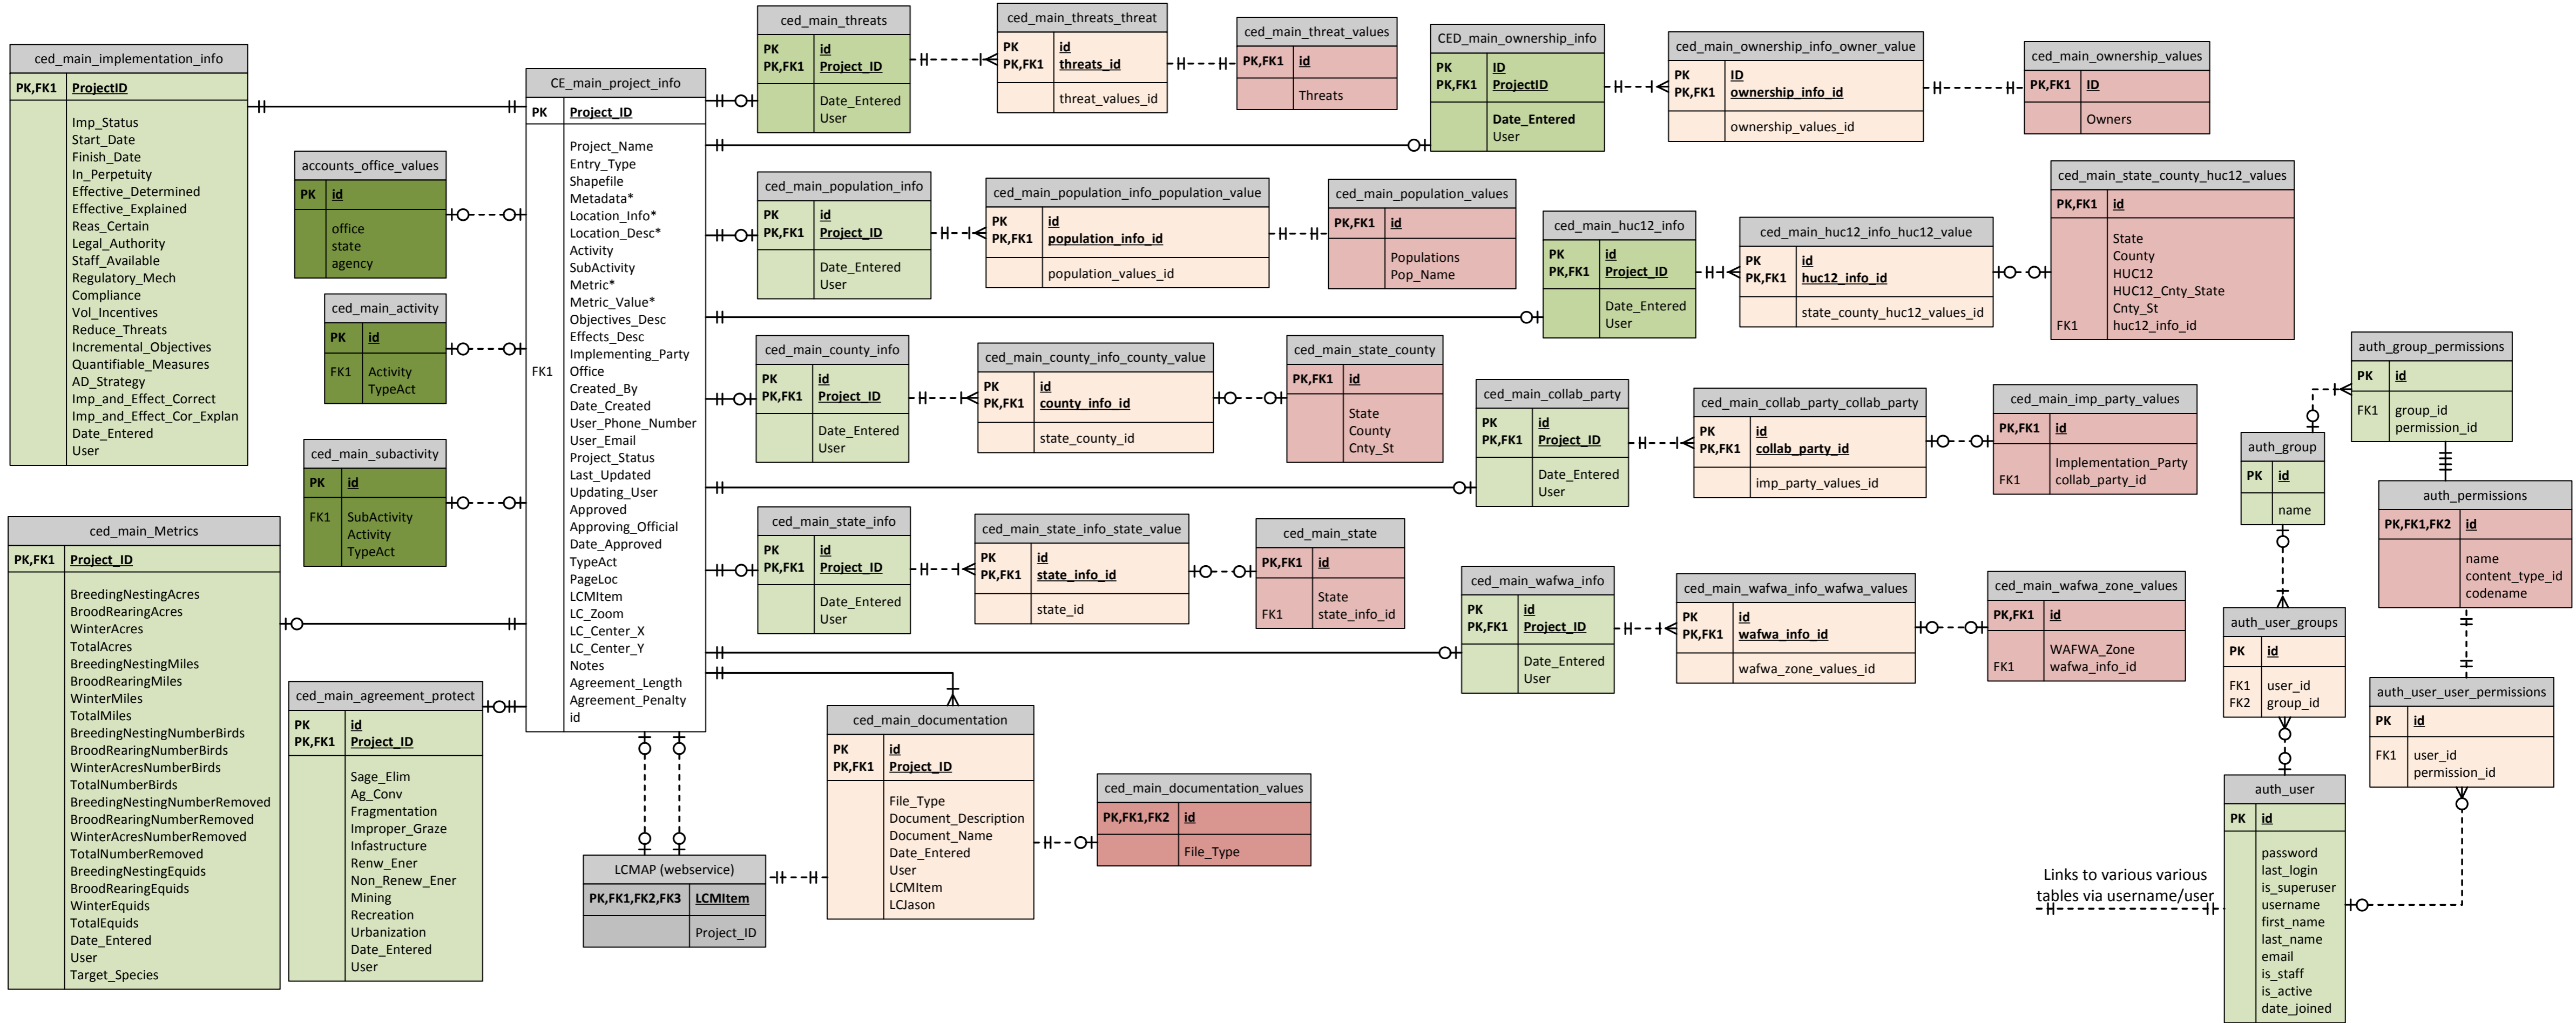 ced_main_implementation_info
PK,FK1 ProjectID
Imp_Status
Start_Date
Finish_Date
In_Perpetuity
Effective_Determined
Effective_Explained
Reas_Certain
Legal_Authority
Staff_Available
Regulatory_Mech
Compliance
Vol_Incentives
Reduce_Threats
Incremental_Objectives
Quantifiable_Measures
AD_Strategy
Imp_and_Effect_Correct
Imp_and_Effect_Cor_Explan
Date_Entered
User
ced_main_Metrics
PK,FK1 Project_ID
BreedingNestingAcres
BroodRearingAcres
WinterAcres
TotalAcres
BreedingNestingMiles
BroodRearingMiles
WinterMiles
TotalMiles
BreedingNestingNumberBirds
BroodRearingNumberBirds
WinterAcresNumberBirds
TotalNumberBirds
BreedingNestingNumberRemoved
BroodRearingNumberRemoved
WinterAcresNumberRemoved
TotalNumberRemoved
BreedingNestingEquids
BroodRearingEquids
WinterEquids
TotalEquids
Date_Entered
User
Target_Species
accounts_office_values
PK id
office
state
agency
ced_main_activity
PK id
FK1 Activity
TypeAct
ced_main_subactivity
PK id
FK1 SubActivity
Activity
TypeAct
ced_main_agreement_protect
PK id
PK,FK1 Project_ID
Sage_Elim
Ag_Conv
Fragmentation
Improper_Graze
Infastructure
Renw_Ener
Non_Renew_Ener
Mining
Recreation
Urbanization
Date_Entered
User
CE_main_project_info
PK Project_ID
Project_Name
Entry_Type
Shapefile
Metadata*
Location_Info*
Location_Desc*
Activity
SubActivity
Metric*
Metric_Value*
Objectives_Desc
Effects_Desc
Implementing_Party
FK1 Office
Created_By
Date_Created
User_Phone_Number
User_Email
Project_Status
Last_Updated
Updating_User
Approved
Approving_Official
Date_Approved
TypeAct
PageLoc
LCMItem
LC_Zoom
LC_Center_X
LC_Center_Y
Notes
Agreement_Length
Agreement_Penalty
id
LCMAP (webservice)
PK,FK1,FK2,FK3 LCMItem
Project_ID
ced_main_threats
PK id
PK,FK1 Project_ID
Date_Entered
User
ced_main_threats_threat
PK id
PK,FK1 threats_id
threat_values_id
ced_main_threat_values
PK,FK1 id
Threats
CED_main_ownership_info
PK ID
PK,FK1 ProjectID
Date_Entered
User
ced_main_ownership_info_owner_value
PK ID
PK,FK1 ownership_info_id
ownership_values_id
ced_main_ownership_values
PK,FK1 ID
Owners
ced_main_population_info
PK id
PK,FK1 Project_ID
Date_Entered
User
ced_main_population_info_population_value
PK id
PK,FK1 population_info_id
population_values_id
ced_main_population_values
PK,FK1 id
Populations
Pop_Name
ced_main_huc12_info
PK id
PK,FK1 Project_ID
Date_Entered
User
ced_main_huc12_info_huc12_value
PK id
PK,FK1 huc12_info_id
state_county_huc12_values_id
ced_main_state_county_huc12_values
PK,FK1 id
State
County
HUC12
HUC12_Cnty_State
Cnty_St
FK1 huc12_info_id
ced_main_county_info
PK id
PK,FK1 Project_ID
Date_Entered
User
ced_main_county_info_county_value
PK id
PK,FK1 county_info_id
state_county_id
ced_main_state_county
PK,FK1 id
State
County
Cnty_St
ced_main_collab_party
PK id
PK,FK1 Project_ID
Date_Entered
User
ced_main_collab_party_collab_party
PK id
PK,FK1 collab_party_id
imp_party_values_id
ced_main_imp_party_values
PK,FK1 id
Implementation_Party
FK1 collab_party_id
ced_main_state_info
PK id
PK,FK1 Project_ID
Date_Entered
User
ced_main_state_info_state_value
PK id
PK,FK1 state_info_id
state_id
ced_main_state
PK,FK1 id
State
FK1 state_info_id
ced_main_wafwa_info
PK id
PK,FK1 Project_ID
Date_Entered
User
ced_main_wafwa_info_wafwa_values
PK id
PK,FK1 wafwa_info_id
wafwa_zone_values_id
ced_main_wafwa_zone_values
PK,FK1 id
WAFWA_Zone
FK1 wafwa_info_id
ced_main_documentation
PK id
PK,FK1 Project_ID
File_Type
Document_Description
Document_Name
Date_Entered
User
LCMItem
LCJason
ced_main_documentation_values
PK,FK1,FK2 id
File_Type
auth_group_permissions
PK id
FK1 group_id
permission_id
auth_group
PK id
name
auth_permissions
PK,FK1,FK2 id
name
content_type_id
codename
auth_user_groups
PK id
FK1 user_id
FK2 group_id
auth_user_user_permissions
PK id
FK1 user_id
permission_id
auth_user
PK id
password
last_login
is_superuser
username
first_name
last_name
email
is_staff
is_active
date_joined
Links to various various
tables via username/user